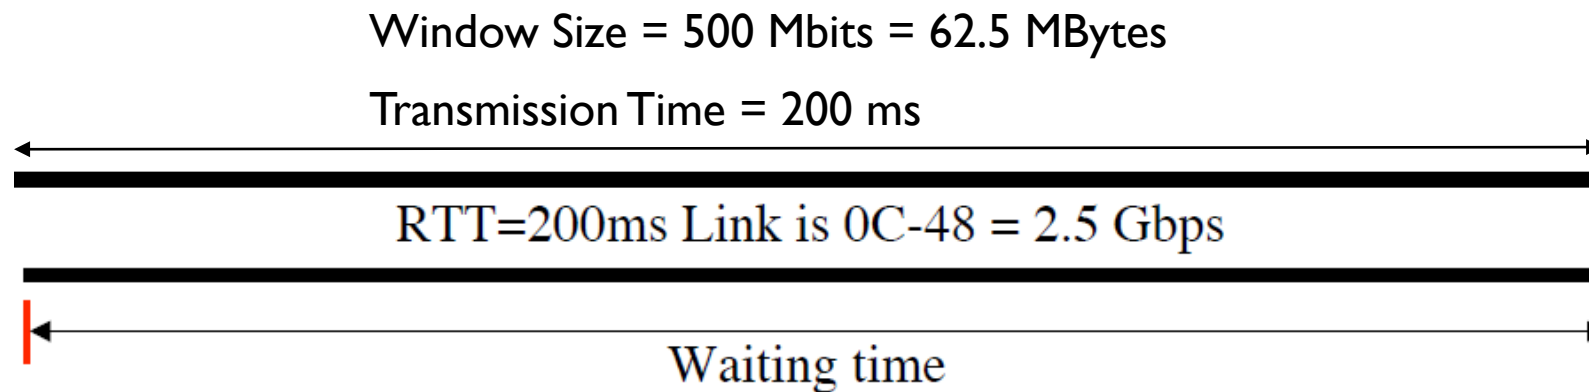 Window Size = 500 Mbits = 62.5 MBytes
Transmission Time = 200 ms
RTT=200ms Link is 0C-48 = 2.5 Gbps
Waiting time